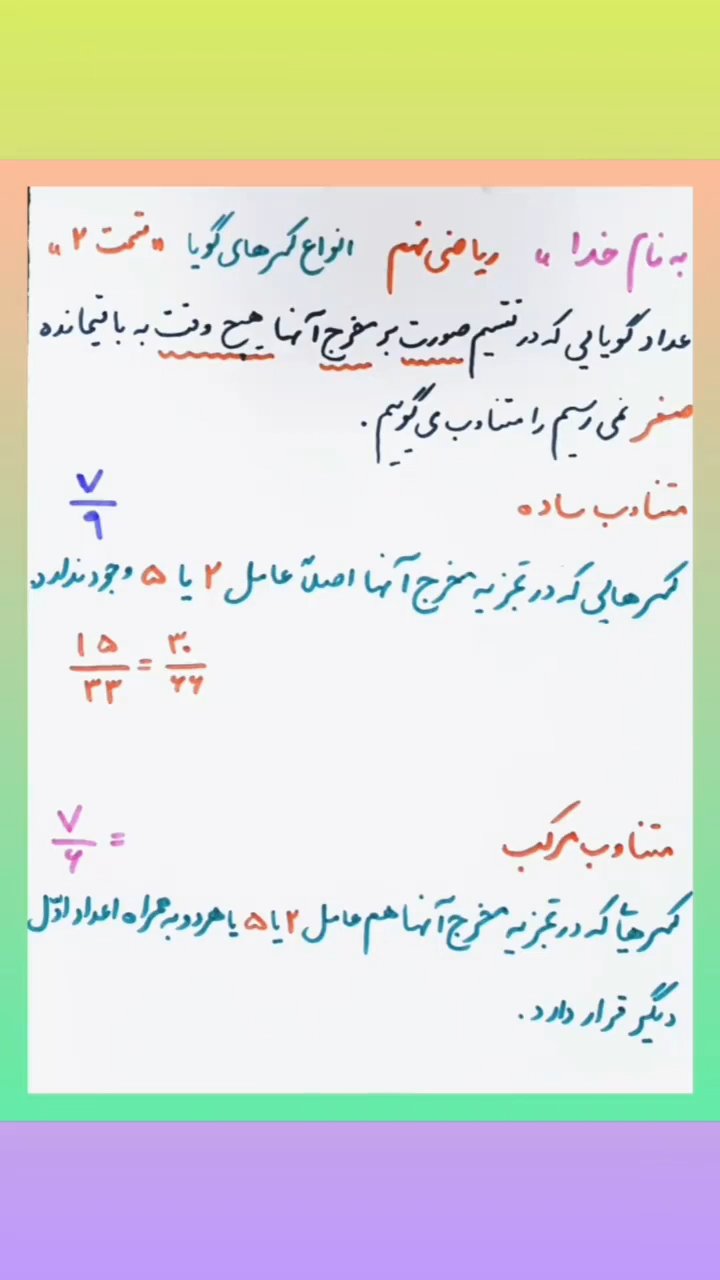 به نام خدا " ریاضی نهم انواع کسرهای گویا "قسمت ۲"
عداد گویایی که در تقسیم صورت بر مخرج آنها هیچ وقت به باقیمانده
صفر نمی رسیم را متناوب می گوییم .
متناوب ساده ۷/۹
کسرهایی که در تجزیه مخرج آنها اصلاً عامل ۲ یا ۵ وجود ندارد.
۱۵/۳۳ = ۳۰/۶۶
متناوب مرکب ۷/۶ =
کسرهایی که در تجزیه مخرج آنها هم عامل ۲ یا ۵ یا هر دو به همراه اعداد اوّل
دیگر قرار دارد .